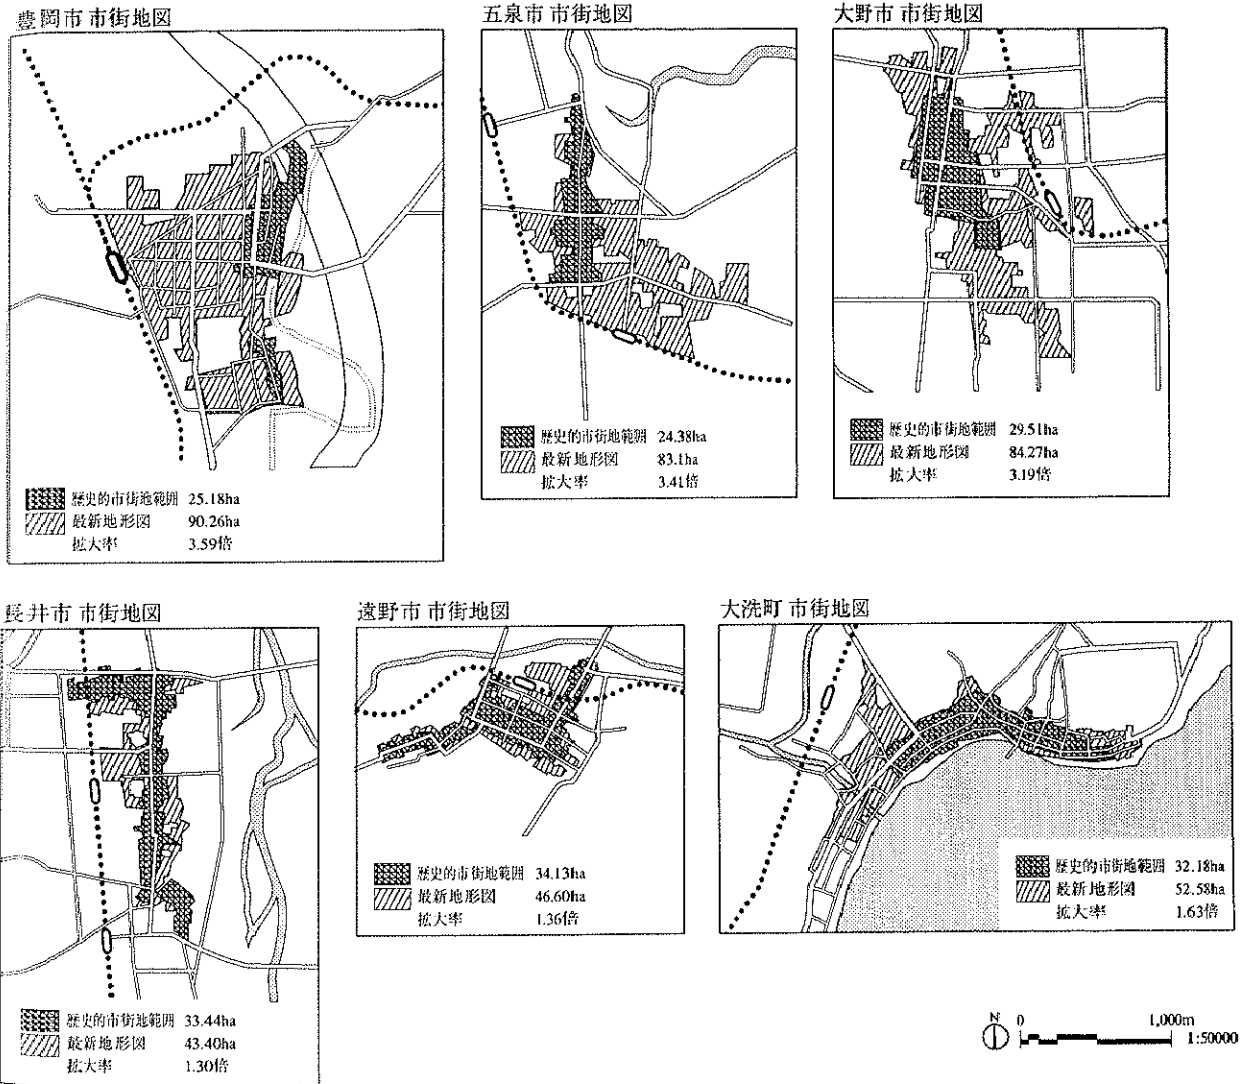 豊岡市 市街地図
歴史的市街地範囲 25.18ha
最新地形図 90.26ha
拡大率 3.59倍
五泉市 市街地図
歴史的市街地範囲 24.38ha
最新地形図 83.1ha
拡大率 3.41倍
大野市 市街地図
歴史的市街地範囲 29.51ha
最新地形図 84.27ha
拡大率 3.19倍
長井市 市街地図
歴史的市街地範囲 33.44ha
最新地形図 43.40ha
拡大率 1.30倍
遠野市 市街地図
歴史的市街地範囲 34.13ha
最新地形図 46.60ha
拡大率 1.36倍
大洗町 市街地図
歴史的市街地範囲 32.18ha
最新地形図 52.58ha
拡大率 1.63倍
N 0 1,000m
1:50000